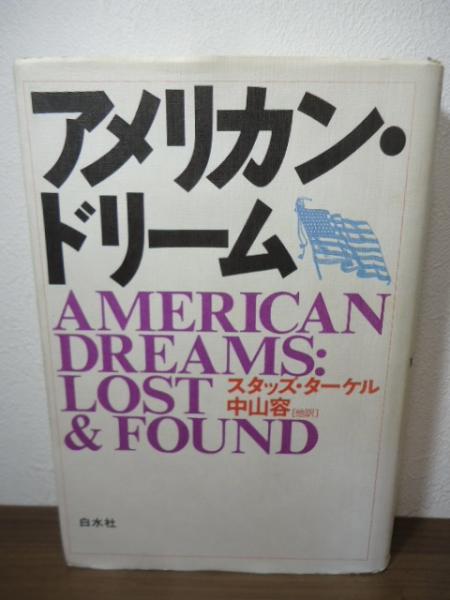 アメリカン・
ドリーム
AMERICAN
DREAMS:
LOST
& FOUND
スタッズ・ターケル
中山容[他訳]
白水社